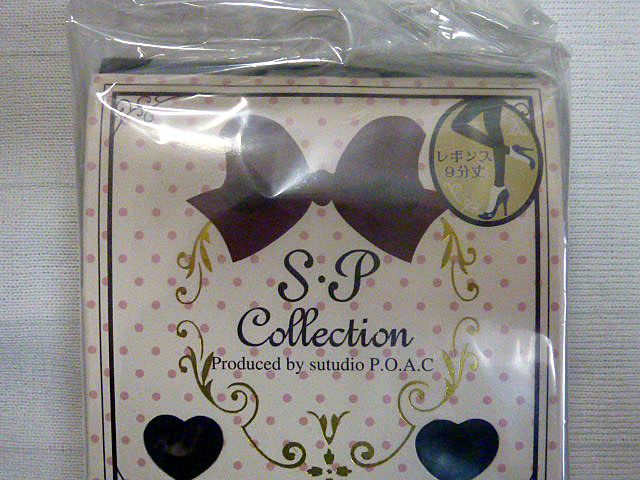 レギンス
9分丈
S·P
Collection
Produced by sutudio P.O.A.C